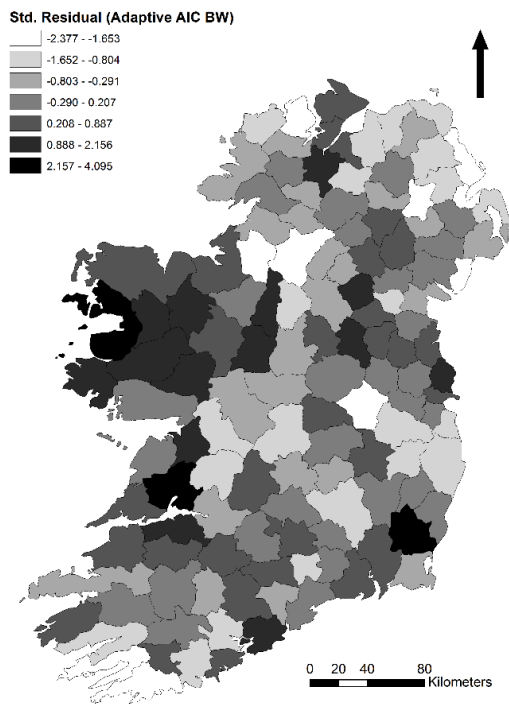 Std. Residual (Adaptive AIC BW)
-2.377 - -1.653
-1.652 - -0.804
-0.803 - -0.291
-0.290 - 0.207
0.208 - 0.887
0.888 - 2.156
2.157 - 4.095
0 20 40 80
Kilometers